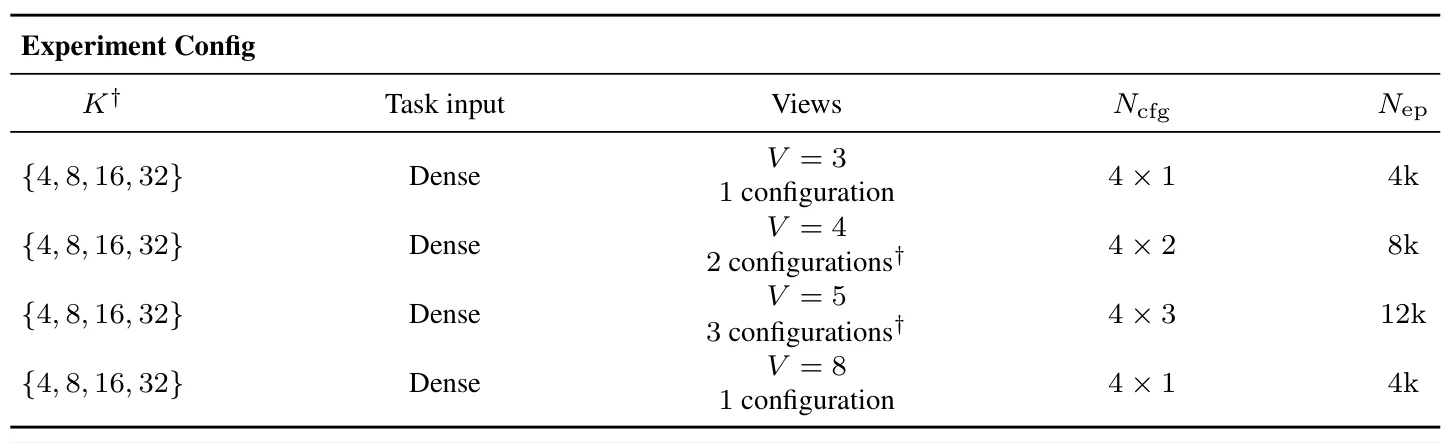 Experiment Config
K† Task input Views N_cfg N_ep
{4, 8, 16, 32} Dense V = 3 1 configuration 4 × 1 4k
{4, 8, 16, 32} Dense V = 4 2 configurations† 4 × 2 8k
{4, 8, 16, 32} Dense V = 5 3 configurations† 4 × 3 12k
{4, 8, 16, 32} Dense V = 8 1 configuration 4 × 1 4k